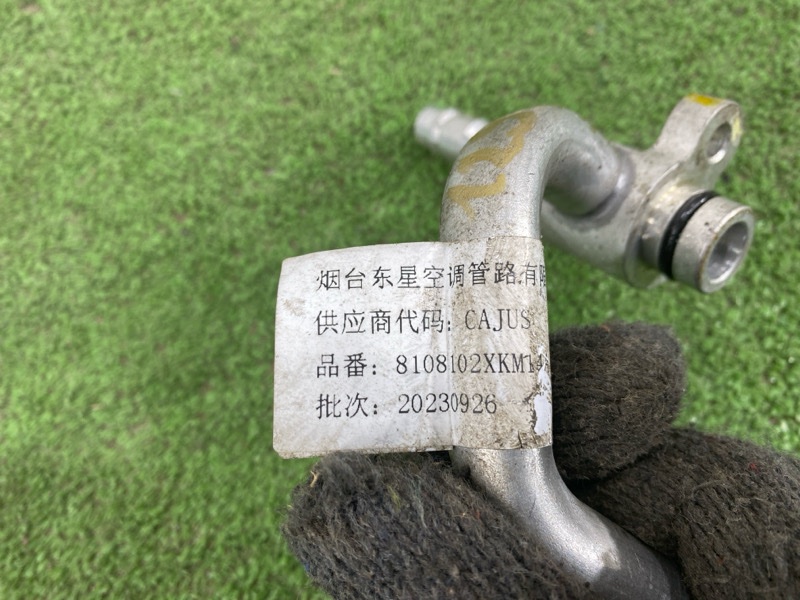 烟台东星空调管路有限
供应商代码: CAJUS
品番: 8108102XKM
批次: 20230926